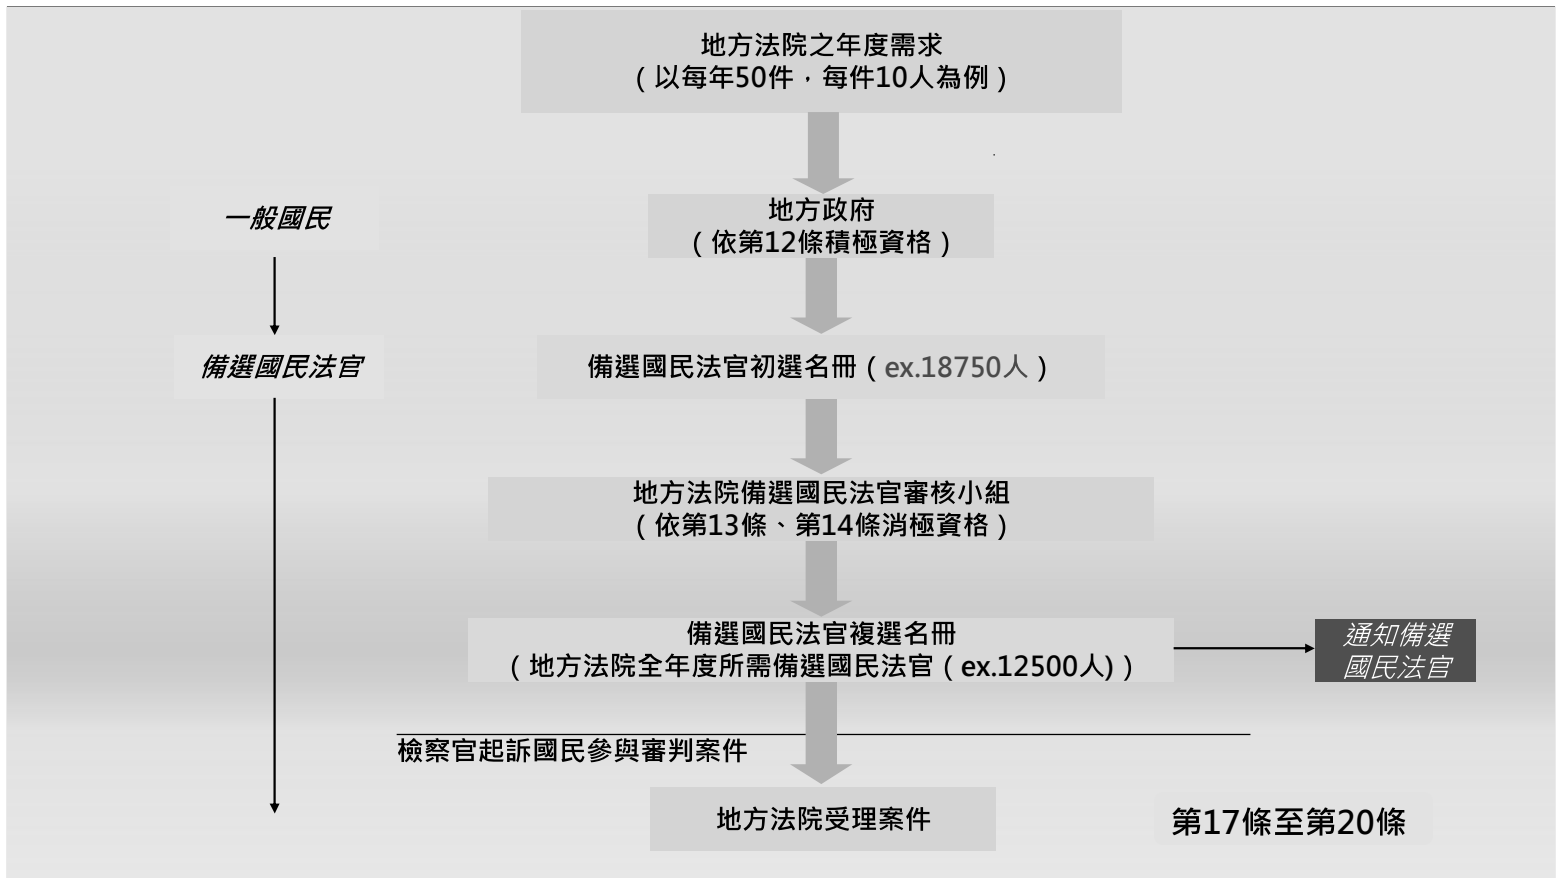 地方法院之年度需求
（以每年50件，每件10人為例）
一般國民
地方政府
（依第12條積極資格）
備選國民法官
備選國民法官初選名冊（ex.18750人）
地方法院備選國民法官審核小組
（依第13條、第14條消極資格）
備選國民法官複選名冊
（地方法院全年度所需備選國民法官（ex.12500人)）
通知備選
國民法官
檢察官起訴國民參與審判案件
地方法院受理案件
第17條至第20條